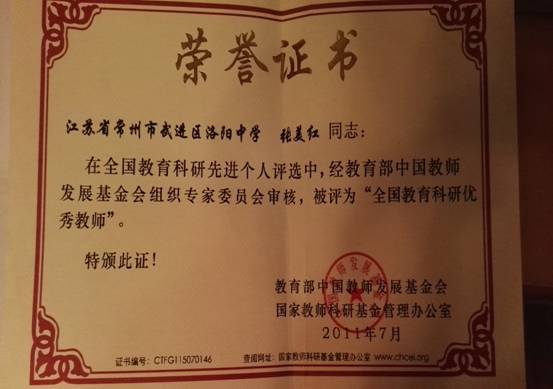 荣誉证书
江苏省常州市武进区洛阳中学 张美红 同志:
在全国教育科研先进个人评选中,经教育部中国教师
发展基金会组织专家委员会审核,被评为“全国教育科研优
秀教师”。
特颁此证!
教育部中国教师发展基金会
国家教师科研基金管理办公室
2011年7月
证书编号:CTFG115070146 查阅网址:国家教师科研基金管理办公室 www.chcei.org